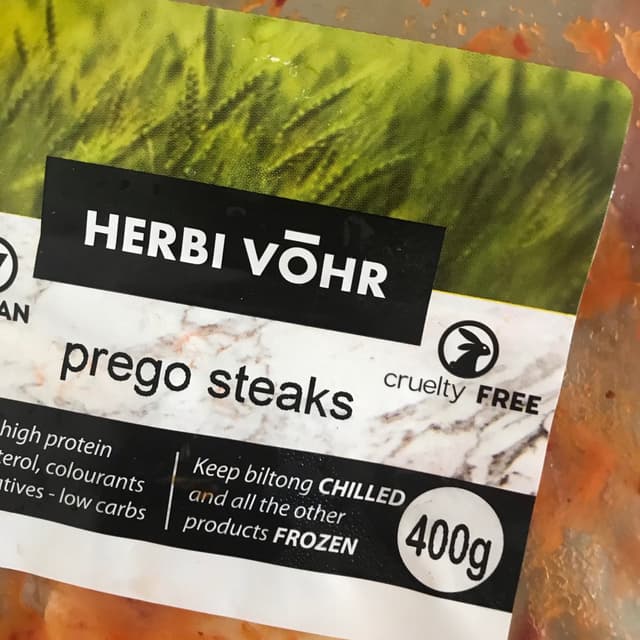 HERBI VŌHR
AN
prego steaks
cruelty FREE
high protein
terol, colourants
atives - low carbs
Keep biltong CHILLED
and all the other
products FROZEN
400g